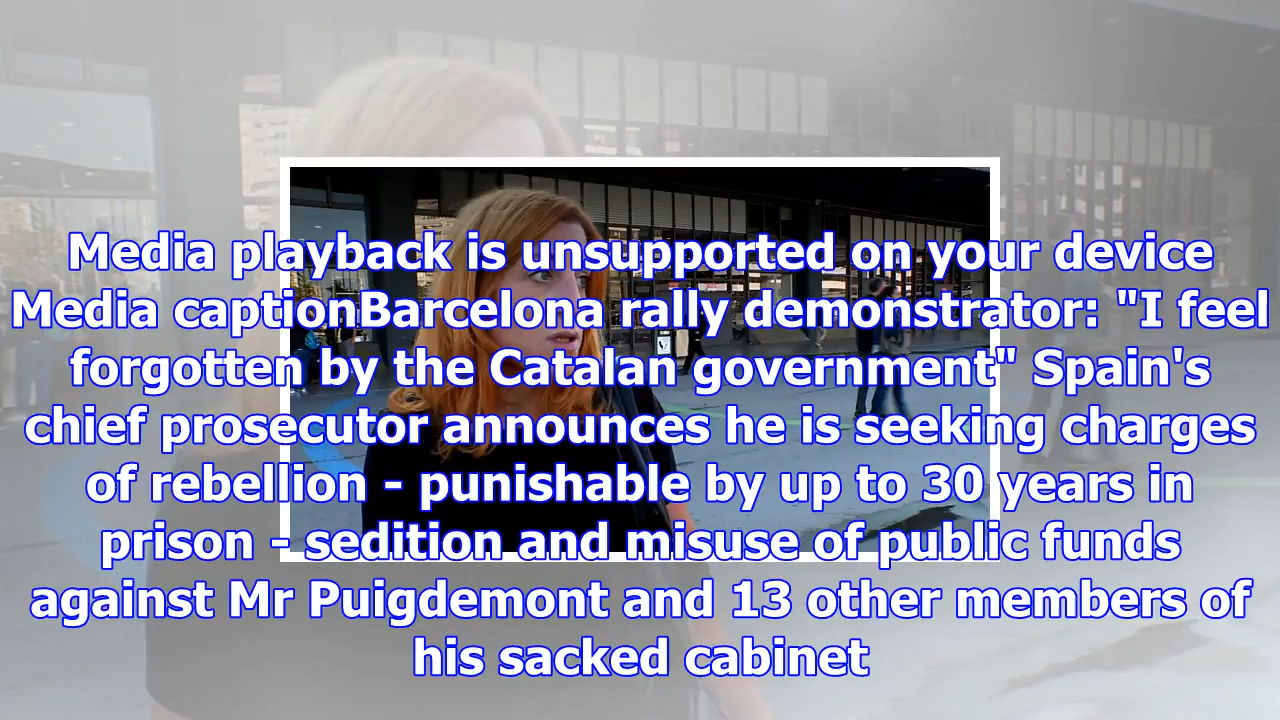 Media playback is unsupported on your device
Media captionBarcelona rally demonstrator: "I feel
forgotten by the Catalan government" Spain's
chief prosecutor announces he is seeking charges
of rebellion - punishable by up to 30 years in
prison - sedition and misuse of public funds
against Mr Puigdemont and 13 other members of
his sacked cabinet